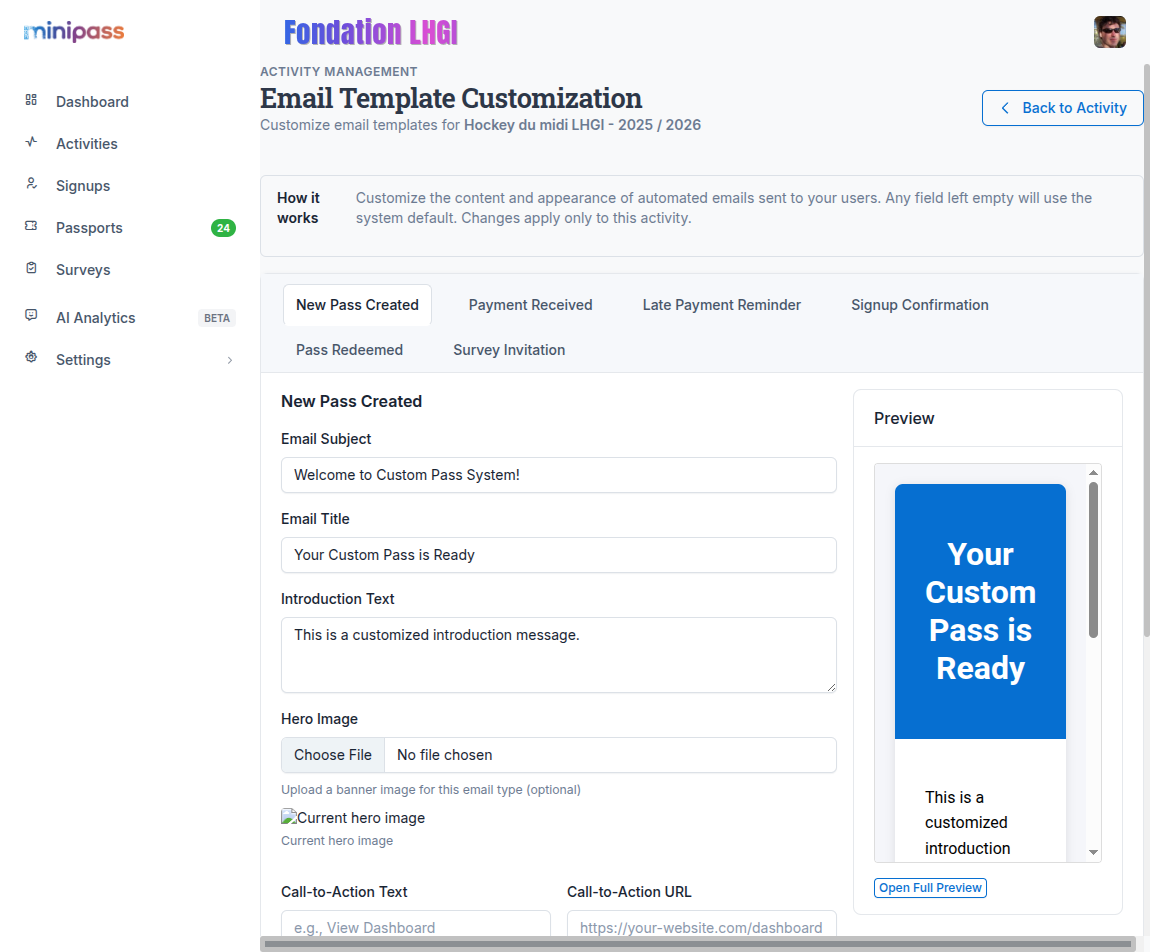 minipass
Fondation LHGI
Dashboard
Activities
Signups
Passports 24
Surveys
AI Analytics BETA
Settings
ACTIVITY MANAGEMENT
Email Template Customization
Customize email templates for Hockey du midi LHGI - 2025 / 2026
Back to Activity
How it works
Customize the content and appearance of automated emails sent to your users. Any field left empty will use the
system default. Changes apply only to this activity.
New Pass Created
Payment Received
Late Payment Reminder
Signup Confirmation
Pass Redeemed
Survey Invitation
New Pass Created
Email Subject
Welcome to Custom Pass System!
Email Title
Your Custom Pass is Ready
Introduction Text
This is a customized introduction message.
Hero Image
Choose File No file chosen
Upload a banner image for this email type (optional)
Current hero image
Current hero image
Call-to-Action Text
e.g., View Dashboard
Call-to-Action URL
https://your-website.com/dashboard
Preview
Your
Custom
Pass is
Ready
This is a
customized
introduction
Open Full Preview